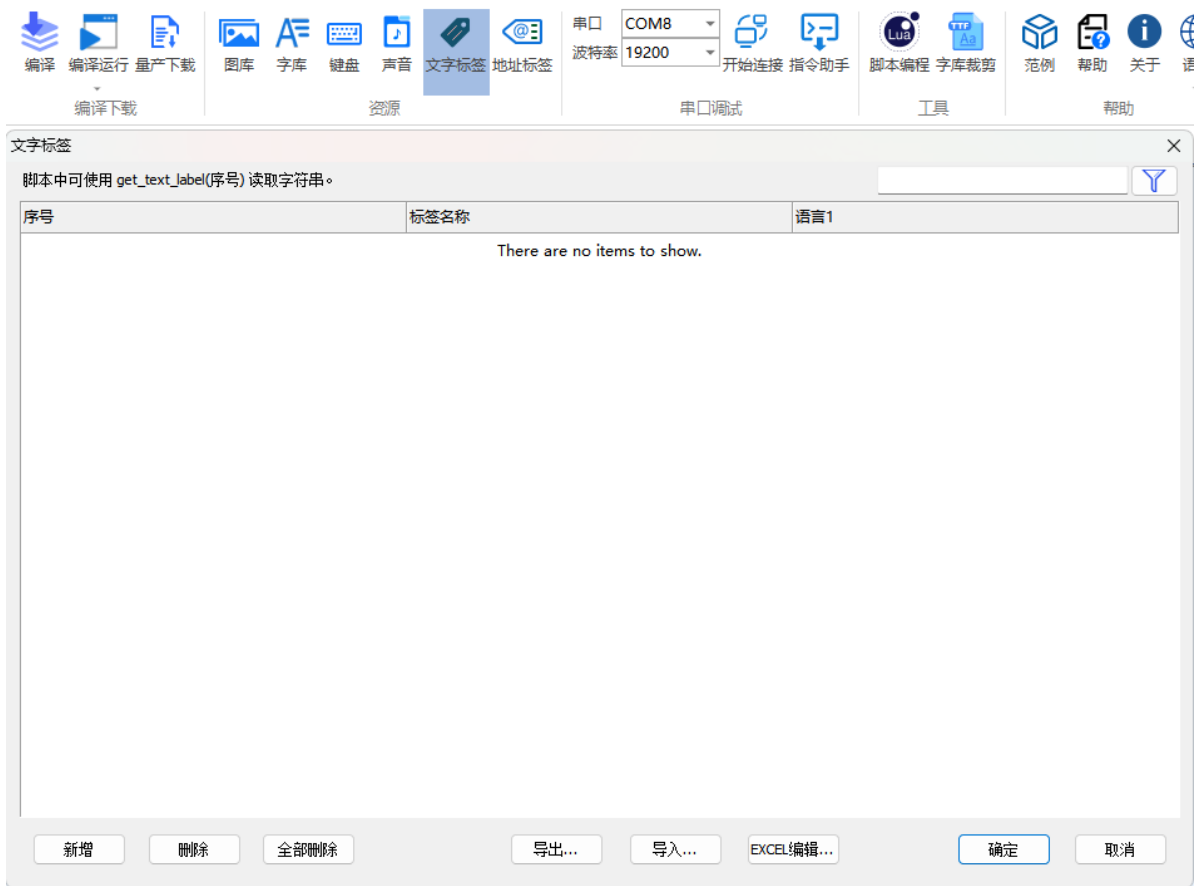 串口 COM8
波特率 19200
编译 编译运行 量产下载 图库 字库 键盘 声音 文字标签 地址标签 开始连接 指令助手 Lua 脚本编程 TTF Aa 字库裁剪 范例 帮助 关于 语
编译下载 资源 串口调试 工具 帮助
文字标签
脚本中可使用 get_text_label(序号) 读取字符串。
序号 标签名称 语言1
There are no items to show.
新增 删除 全部删除 导出... 导入... EXCEL编辑... 确定 取消